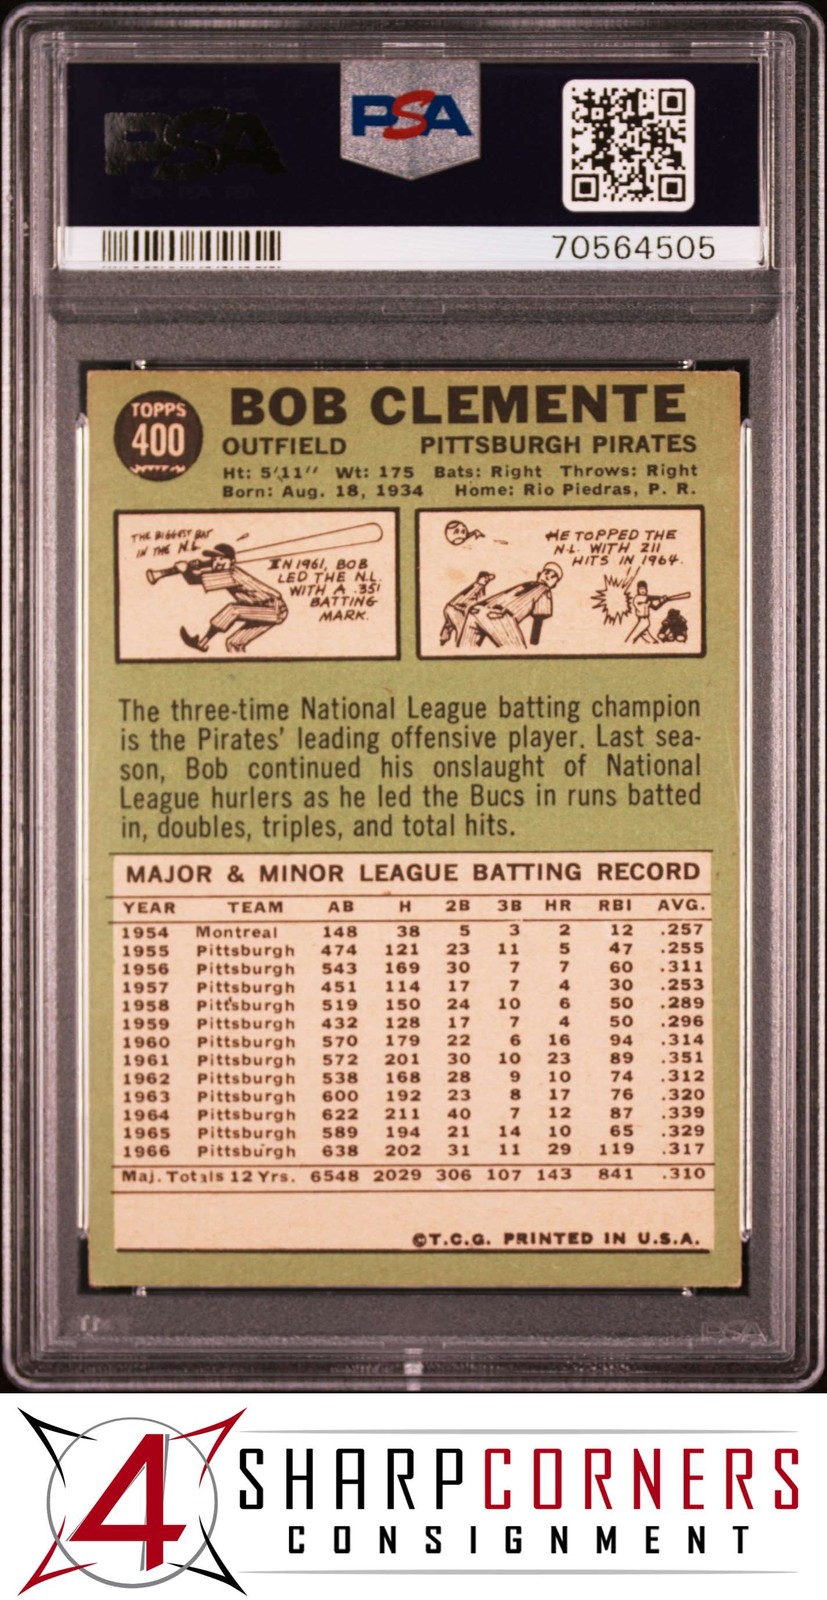 PSA
PSA
70564505
TOPPS
400
BOB CLEMENTE
OUTFIELD PITTSBURGH PIRATES
Ht: 5'11" Wt: 175 Bats: Right Throws: Right
Born: Aug. 18, 1934 Home: Rio Piedras, P. R.
THE BIGGEST BAT
IN THE N.L.
IN 1961, BOB
LED THE N.L.
WITH A .351
BATTING
MARK.
HE TOPPED THE
N.L. WITH 211
HITS IN 1964.
The three-time National League batting champion
is the Pirates' leading offensive player. Last sea-
son, Bob continued his onslaught of National
League hurlers as he led the Bucs in runs batted
in, doubles, triples, and total hits.
MAJOR & MINOR LEAGUE BATTING RECORD
YEAR TEAM AB H 2B 3B HR RBI AVG.
1954 Montreal 148 38 5 3 2 12 .257
1955 Pittsburgh 474 121 23 11 5 47 .255
1956 Pittsburgh 543 169 30 7 7 60 .311
1957 Pittsburgh 451 114 17 7 4 30 .253
1958 Pittsburgh 519 150 24 10 6 50 .289
1959 Pittsburgh 432 128 17 7 4 50 .296
1960 Pittsburgh 570 179 22 6 16 94 .314
1961 Pittsburgh 572 201 30 10 23 89 .351
1962 Pittsburgh 538 168 28 9 10 74 .312
1963 Pittsburgh 600 192 23 8 17 76 .320
1964 Pittsburgh 622 211 40 7 12 87 .339
1965 Pittsburgh 589 194 21 14 10 65 .329
1966 Pittsburgh 638 202 31 11 29 119 .317
Maj. Totals 12 Yrs. 6548 2029 306 107 143 841 .310
©T.C.G. PRINTED IN U.S.A.
PSA
4 SHARPCORNERS
CONSIGNMENT